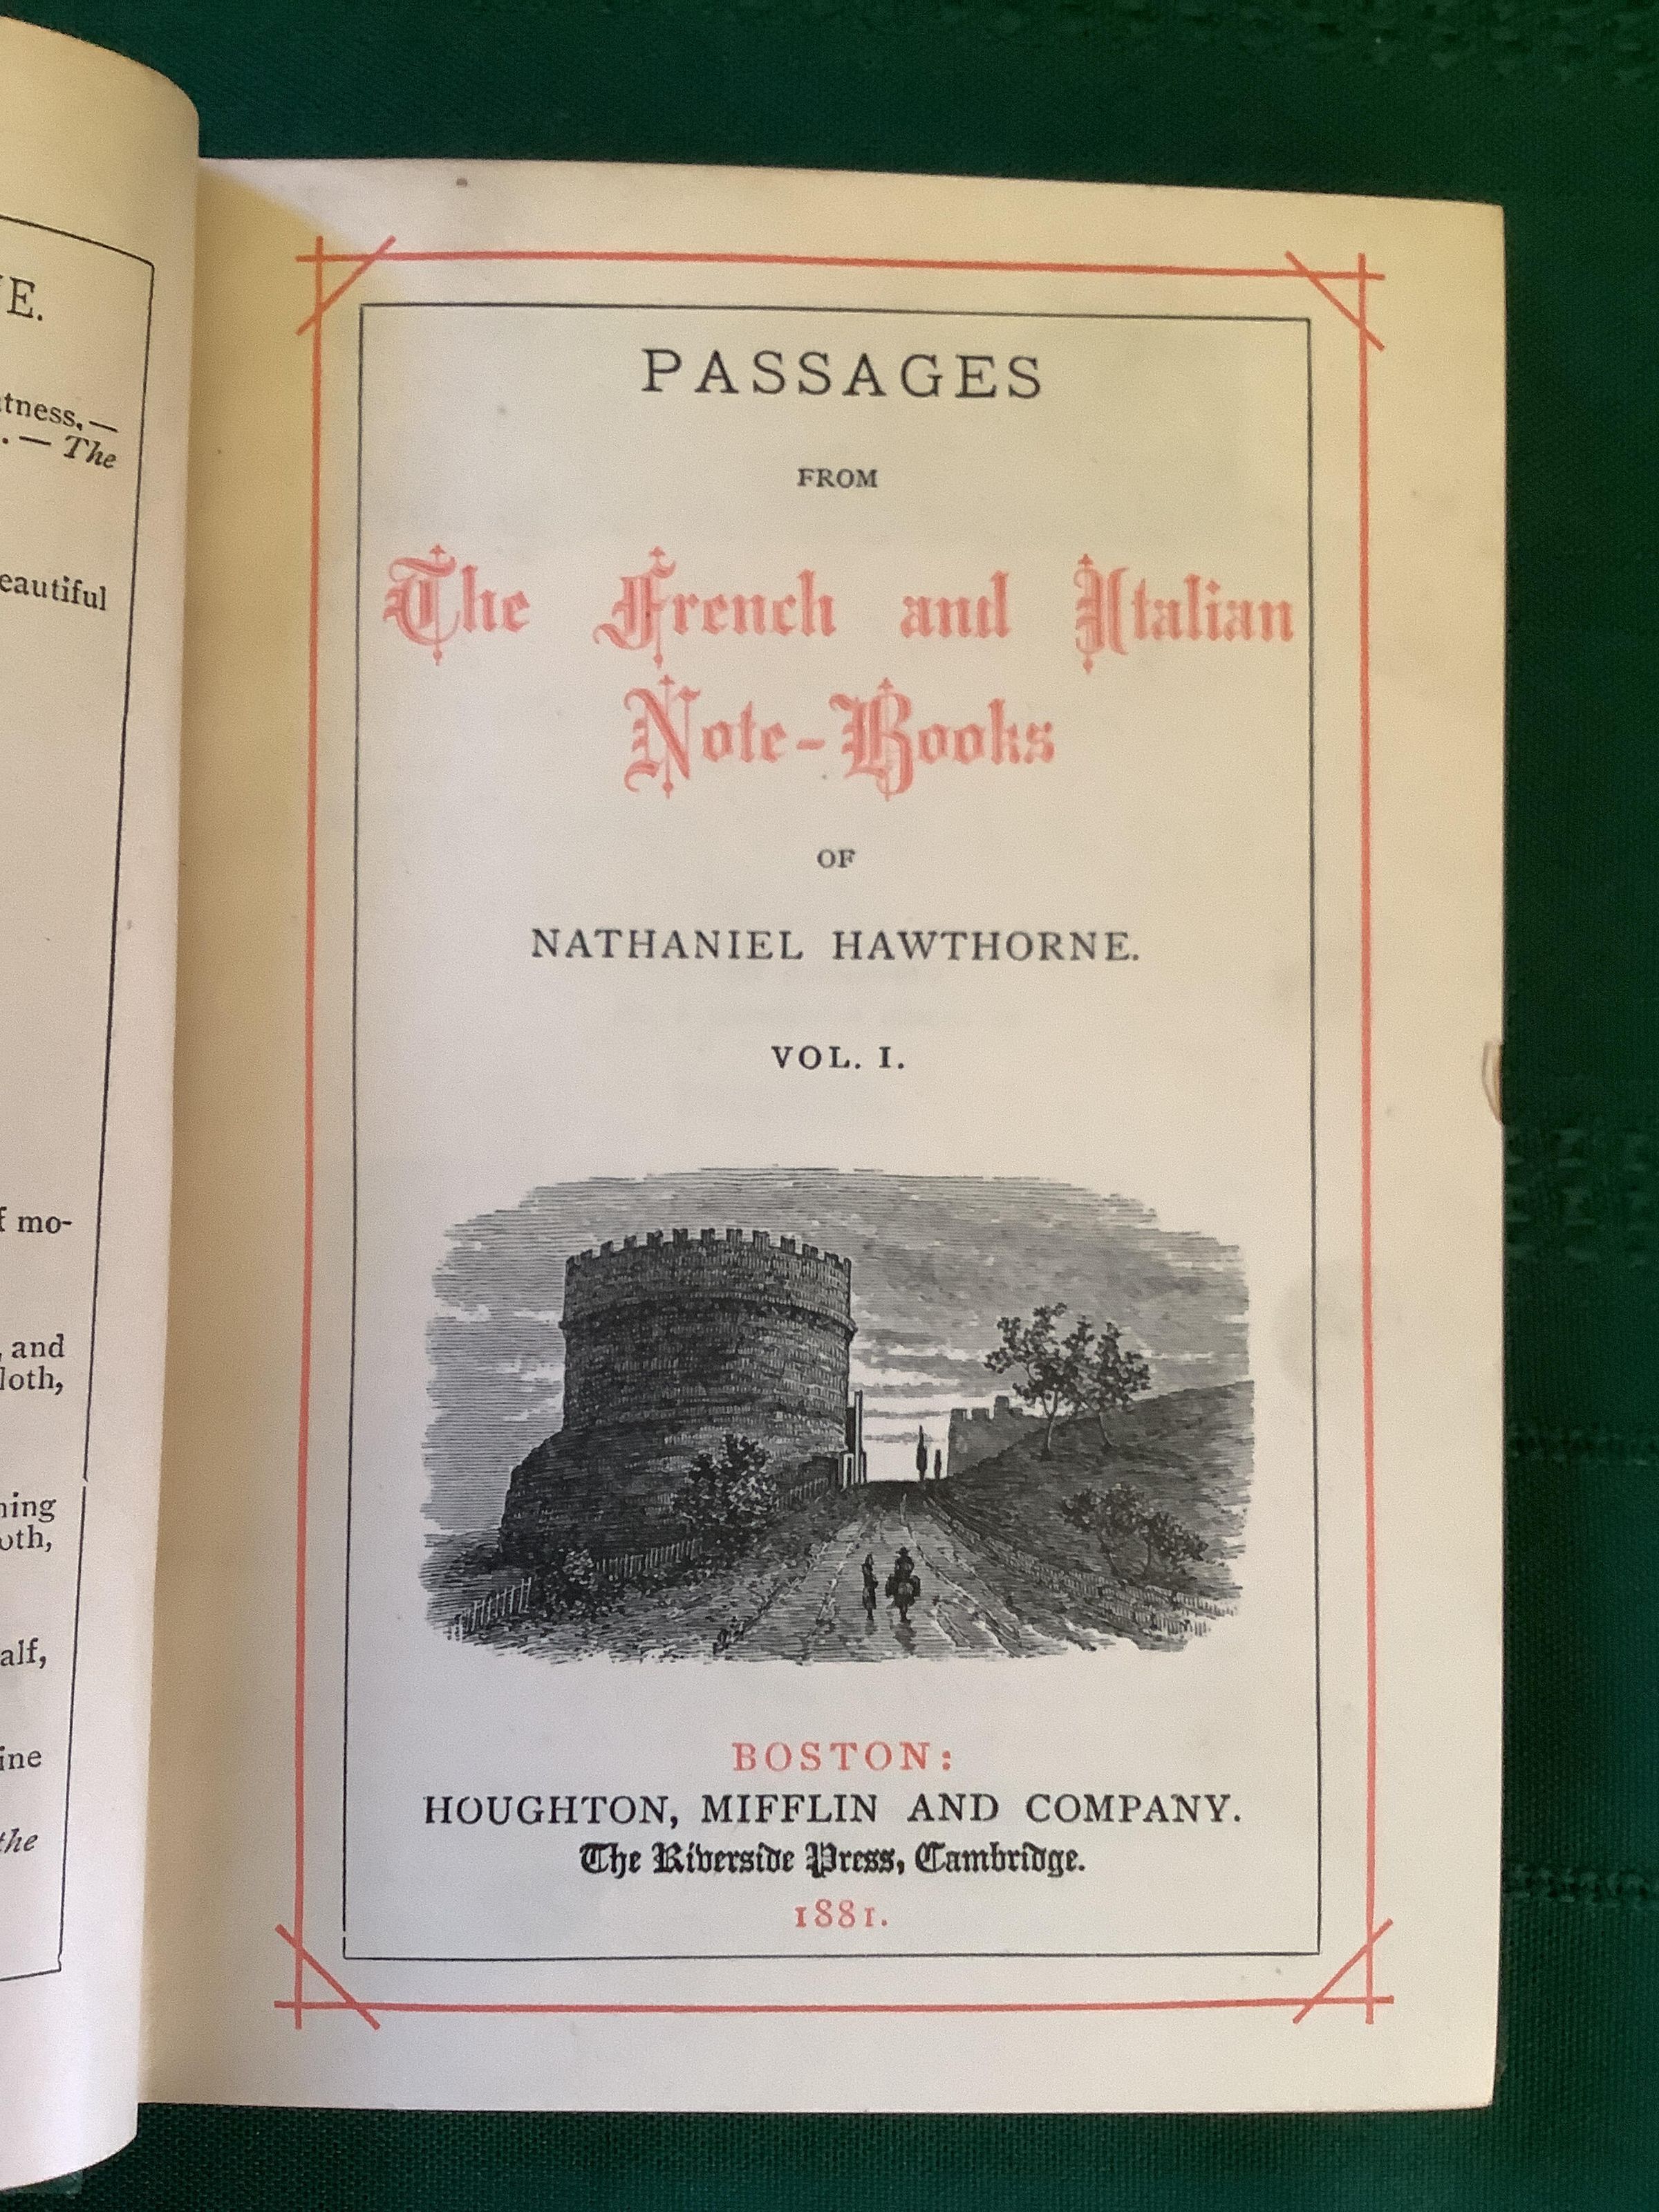 E.
tness,—
. — The
eautiful
f mo-
, and
loth,
ning
oth,
alf,
ine
the
PASSAGES
FROM
The French and Italian
Note-Books
OF
NATHANIEL HAWTHORNE.
VOL. I.
BOSTON:
HOUGHTON, MIFFLIN AND COMPANY.
The Riverside Press, Cambridge.
1881.